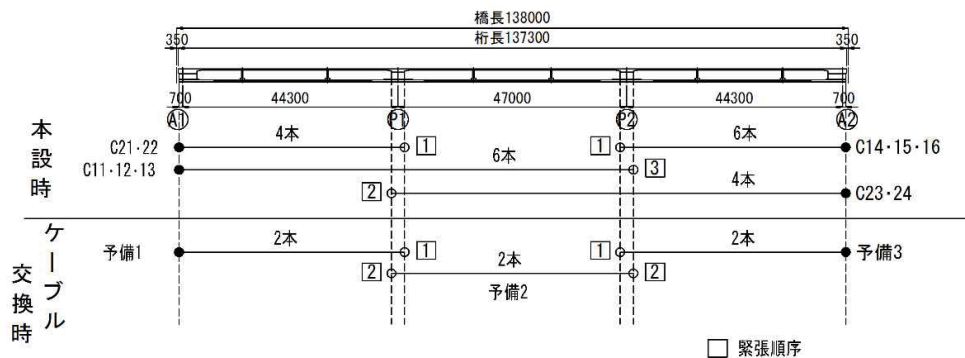 橋長138000
350 桁長137300 350
700 44300 47000 44300 700
A1 P1 P2 A2
本設時
C21･22 4本 1 1 6本 C14･15･16
C11･12･13 6本 3
2 4本 C23･24
ケーブル
交換時
予備1 2本 1 1 2本 予備3
2 2本 2
予備2
緊張順序